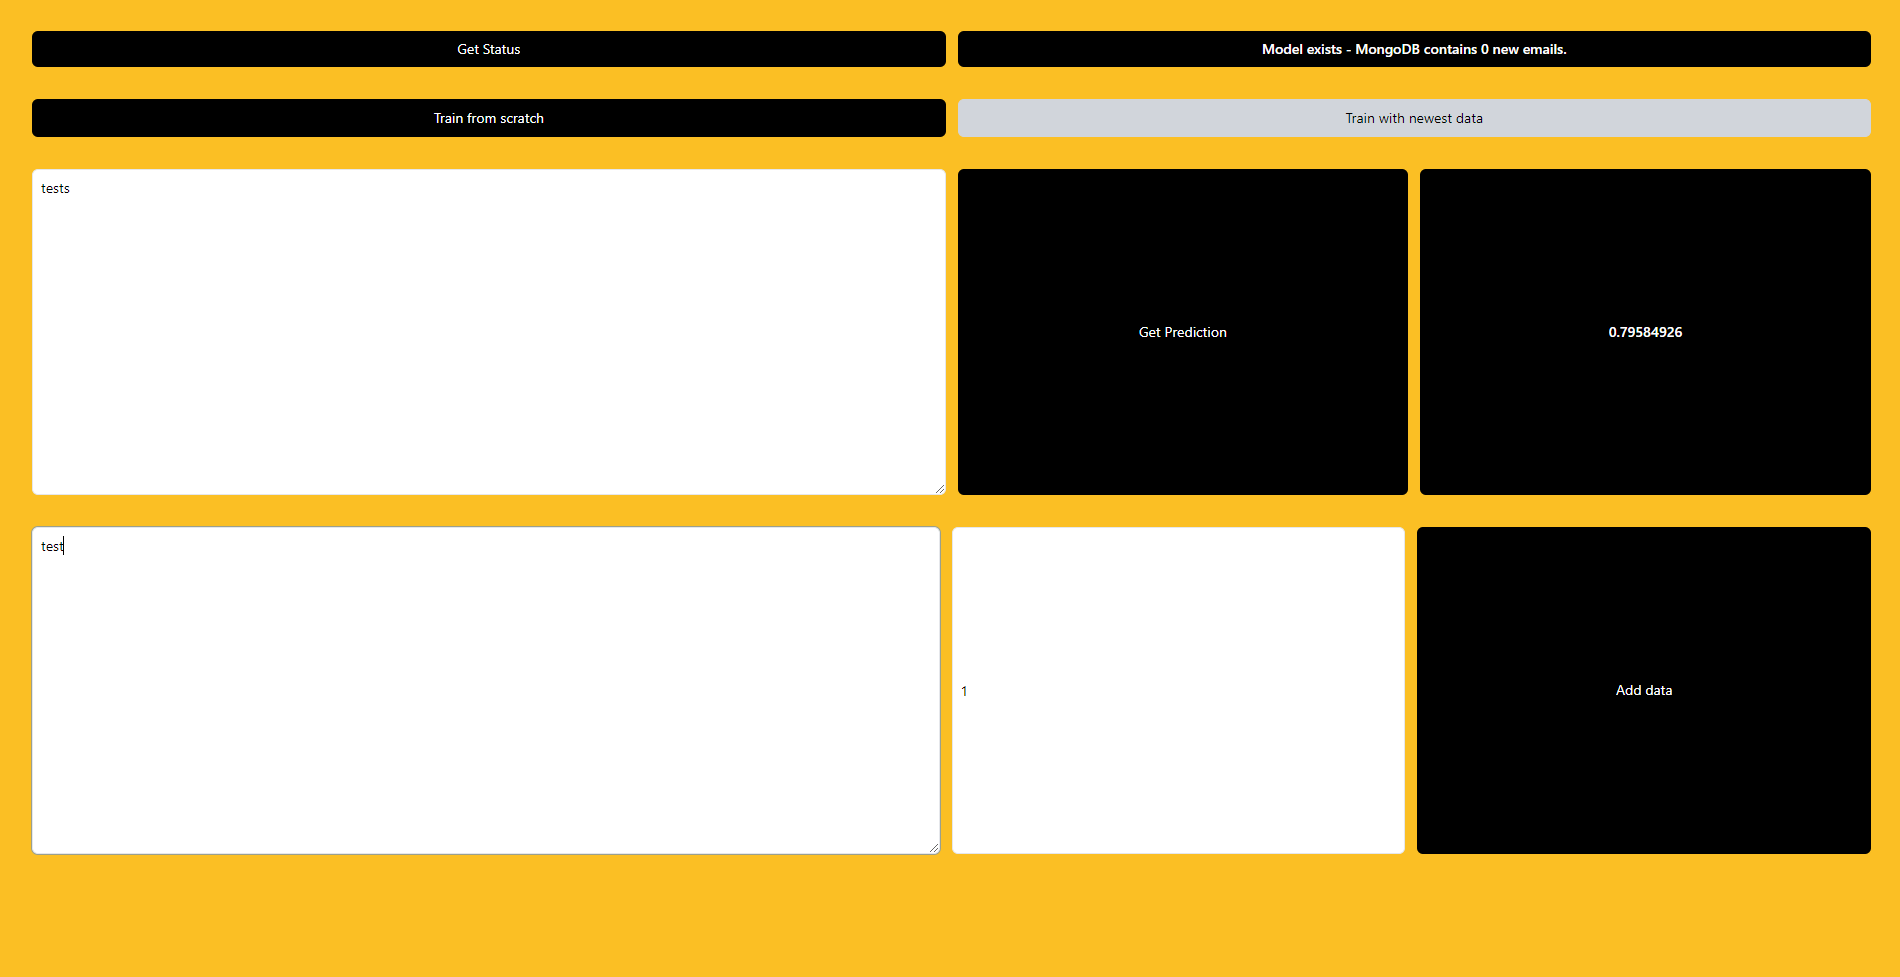 Get Status
Model exists - MongoDB contains 0 new emails.
Train from scratch
Train with newest data
tests
Get Prediction
0.79584926
test
1
Add data